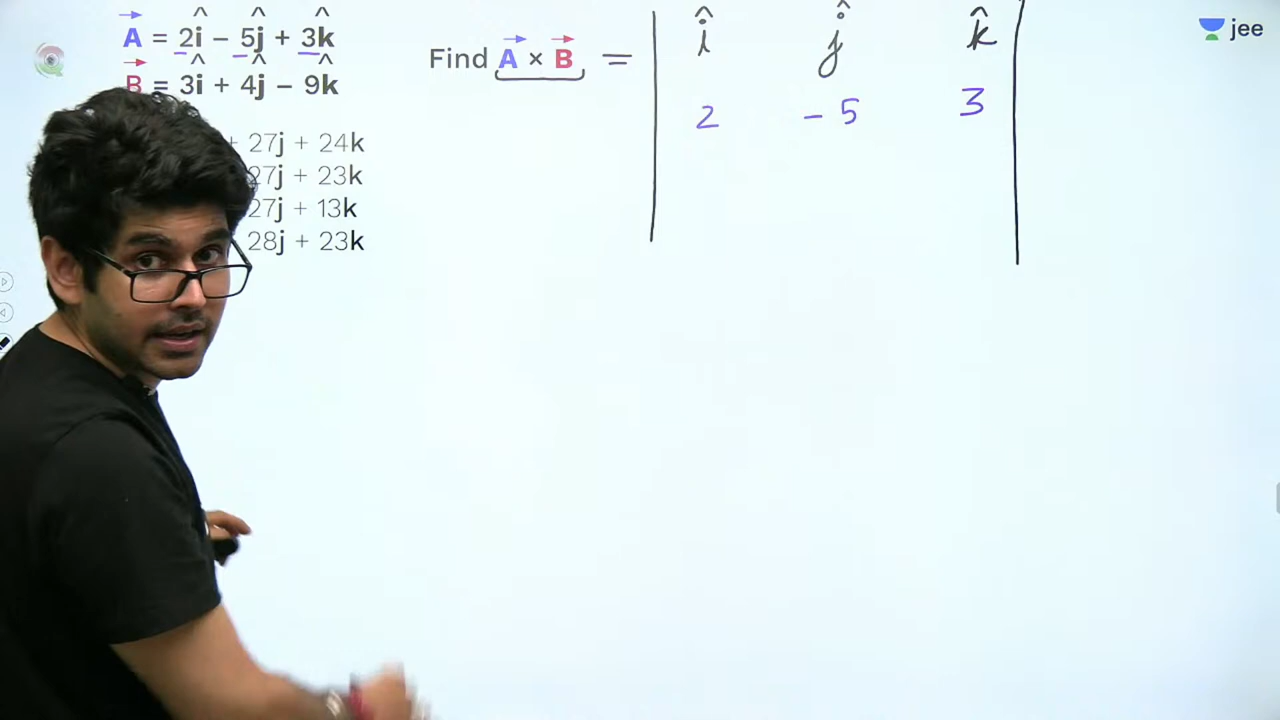 A = 2i − 5j + 3k
B = 3i + 4j − 9k
Find A × B =
i j k
2 −5 3
27j + 24k
27j + 23k
27j + 13k
28j + 23k
jee